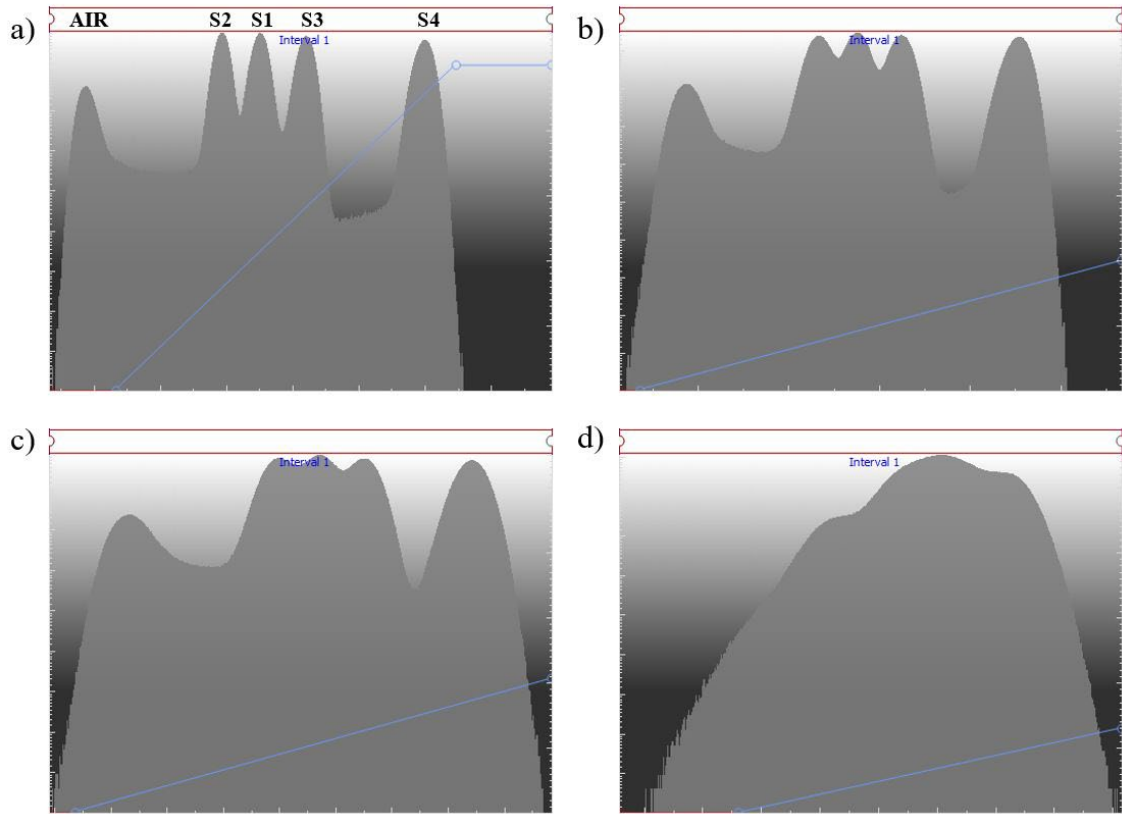 a) AIR S2 S1 S3 S4
Interval 1
b)
Interval 1
c)
Interval 1
d)
Interval 1